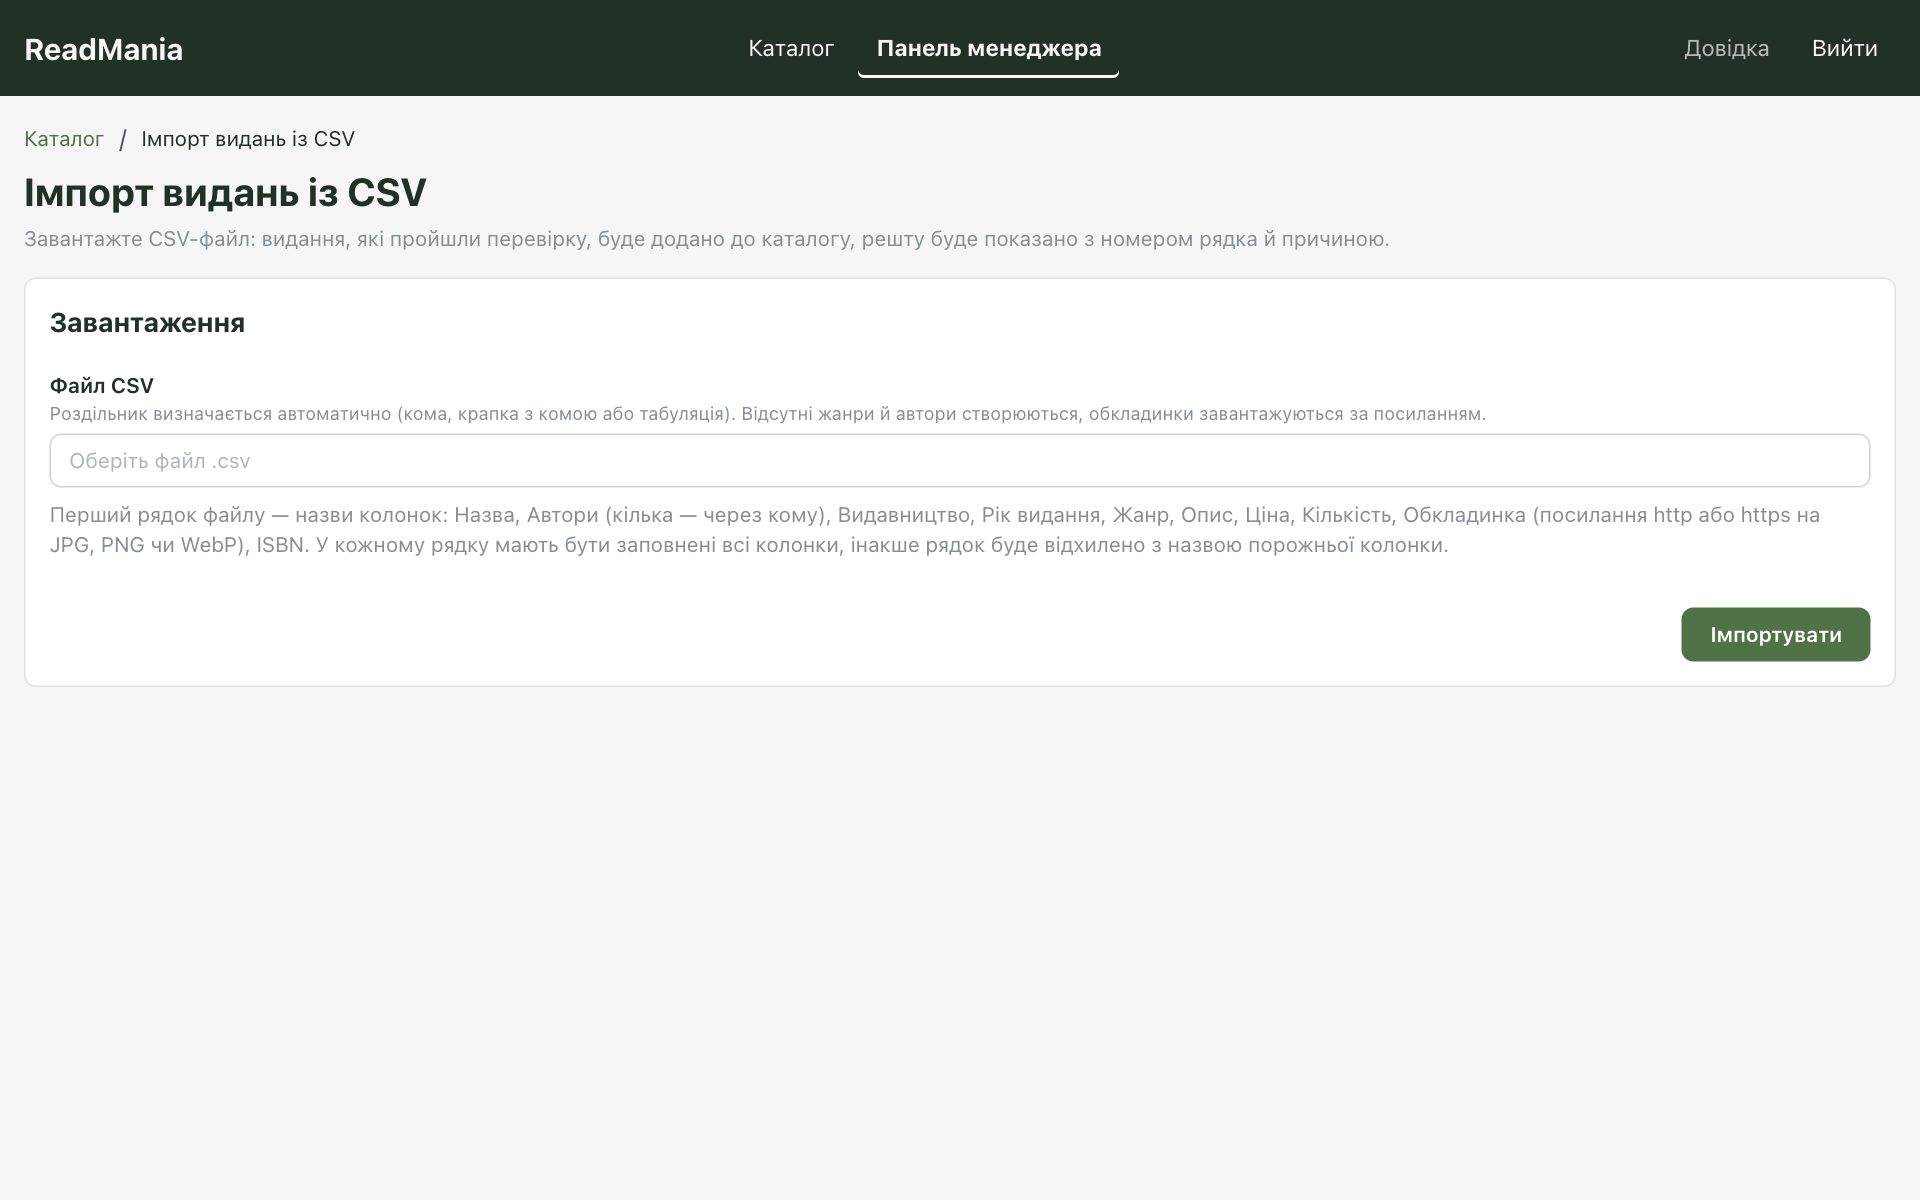 ReadMania
Каталог
Панель менеджера
Довідка
Вийти
Каталог / Імпорт видань із CSV
Імпорт видань із CSV
Завантажте CSV-файл: видання, які пройшли перевірку, буде додано до каталогу, решту буде показано з номером рядка й причиною.
Завантаження
Файл CSV
Роздільник визначається автоматично (кома, крапка з комою або табуляція). Відсутні жанри й автори створюються, обкладинки завантажуються за посиланням.
Оберіть файл .csv
Перший рядок файлу — назви колонок: Назва, Автори (кілька — через кому), Видавництво, Рік видання, Жанр, Опис, Ціна, Кількість, Обкладинка (посилання http або https на
JPG, PNG чи WebP), ISBN. У кожному рядку мають бути заповнені всі колонки, інакше рядок буде відхилено з назвою порожньої колонки.
Імпортувати